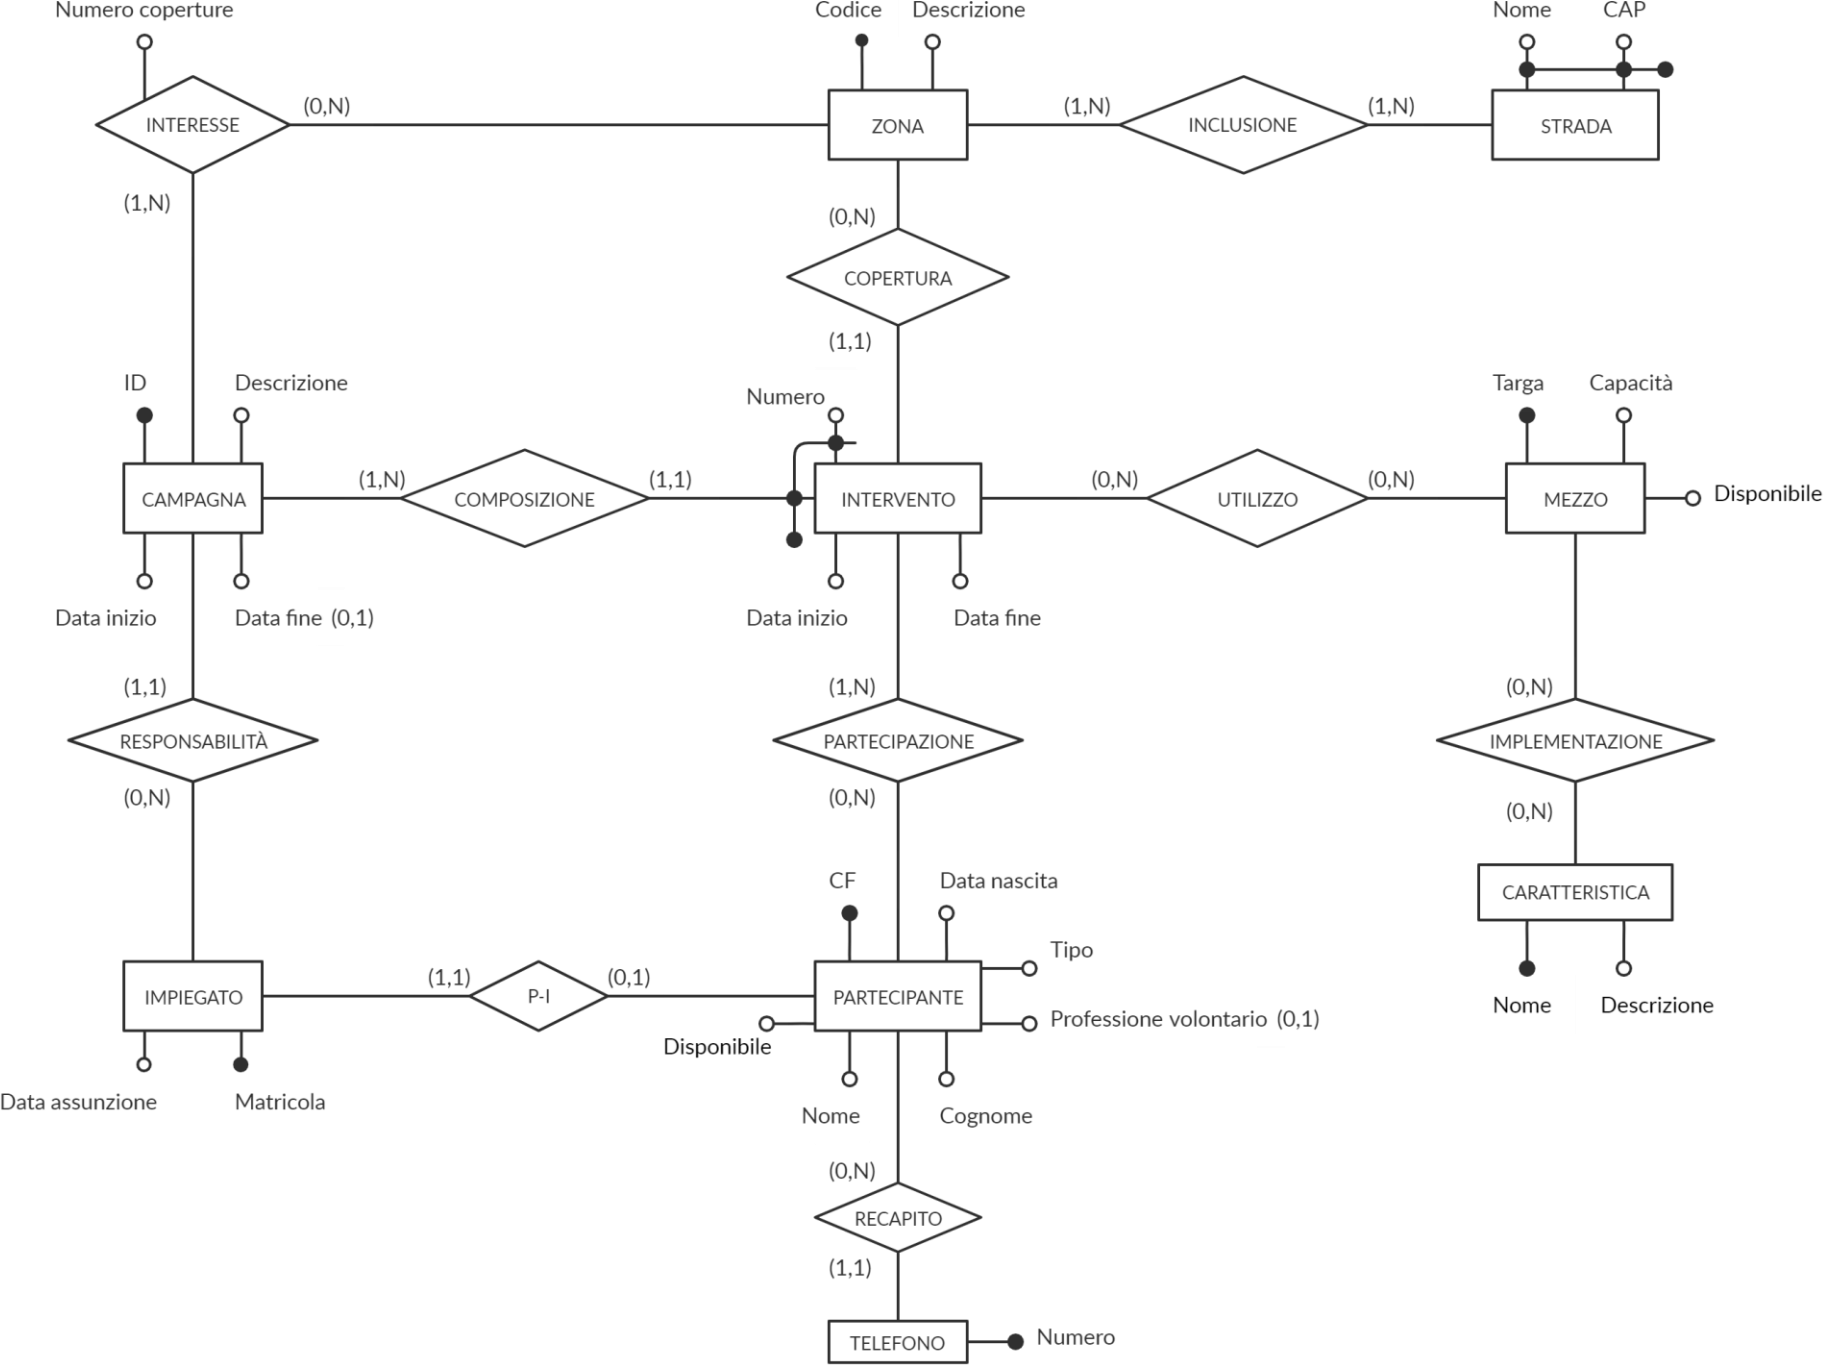 Numero coperture
Codice Descrizione
Nome CAP
INTERESSE
(0,N)
ZONA
(1,N)
INCLUSIONE
(1,N)
STRADA
(1,N)
(0,N)
COPERTURA
(1,1)
ID Descrizione
Numero
Targa Capacità
CAMPAGNA
(1,N)
COMPOSIZIONE
(1,1)
INTERVENTO
(0,N)
UTILIZZO
(0,N)
MEZZO
Disponibile
Data inizio Data fine (0,1)
Data inizio Data fine
(1,1)
RESPONSABILITÀ
(0,N)
(1,N)
PARTECIPAZIONE
(0,N)
(0,N)
IMPLEMENTAZIONE
(0,N)
CF Data nascita
Tipo
CARATTERISTICA
Nome Descrizione
IMPIEGATO
(1,1)
P-I
(0,1)
PARTECIPANTE
Professione volontario (0,1)
Disponibile
Data assunzione Matricola
Nome Cognome
(0,N)
RECAPITO
(1,1)
TELEFONO
Numero